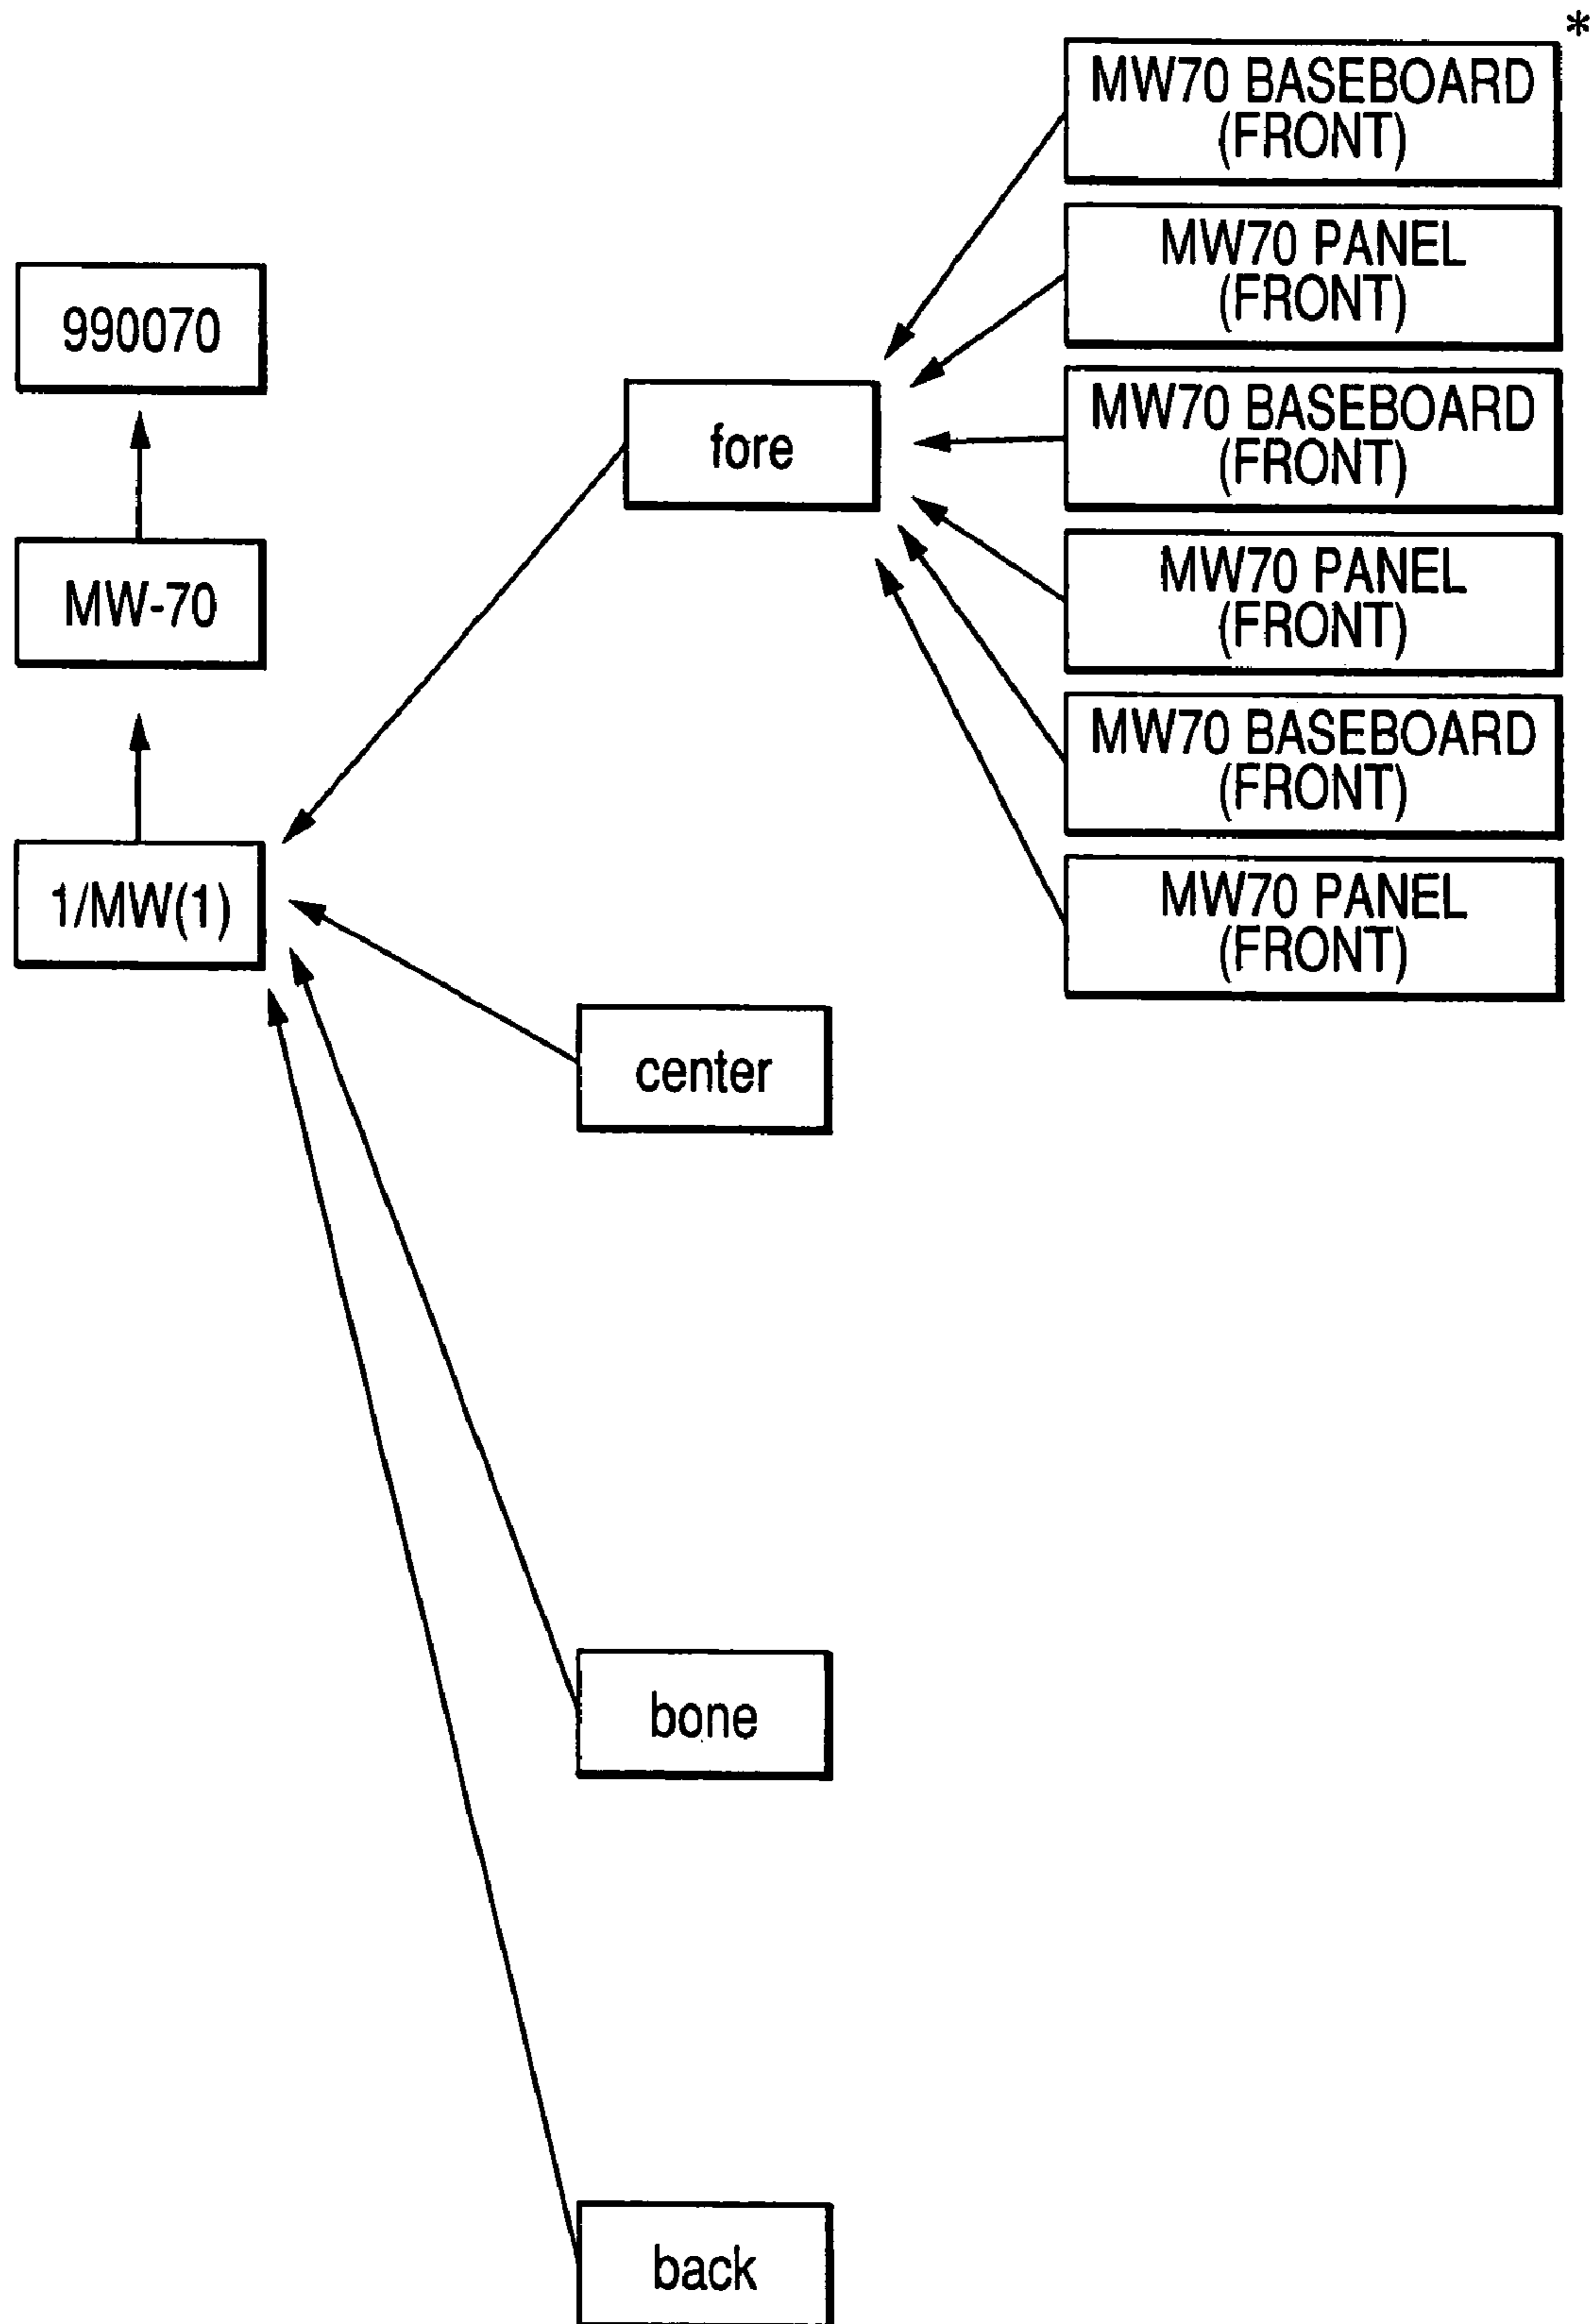 *
MW70 BASEBOARD
(FRONT)
MW70 PANEL
(FRONT)
990070
MW70 BASEBOARD
(FRONT)
fore
MW70 PANEL
(FRONT)
MW-70
MW70 BASEBOARD
(FRONT)
MW70 PANEL
(FRONT)
1/MW(1)
center
bone
back